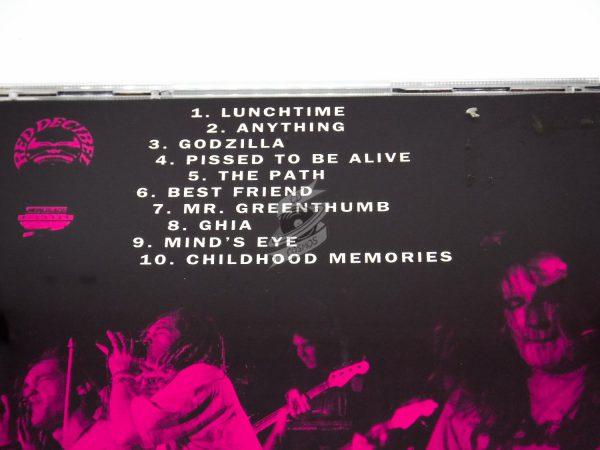 1. LUNCHTIME
2. ANYTHING
RED DECIBEL
3. GODZILLA
4. PISSED TO BE ALIVE
5. THE PATH
6. BEST FRIEND
7. MR. GREENTHUMB
8. GHIA
9. MIND'S EYE
COSMOS
10. CHILDHOOD MEMORIES